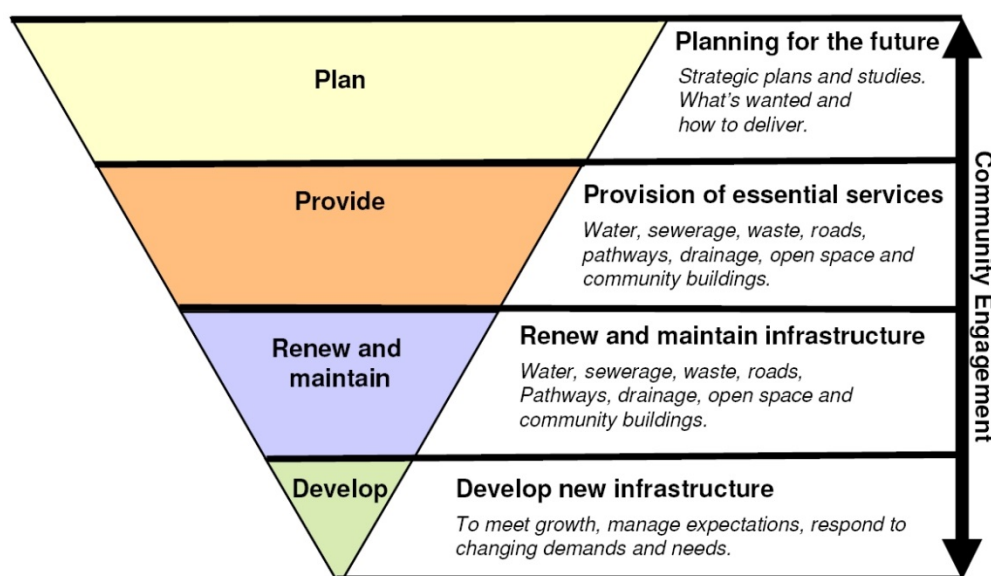 Plan
Planning for the future
Strategic plans and studies.
What's wanted and
how to deliver.
Provide
Provision of essential services
Water, sewerage, waste, roads,
pathways, drainage, open space and
community buildings.
Renew and
maintain
Renew and maintain infrastructure
Water, sewerage, waste, roads,
Pathways, drainage, open space and
community buildings.
Develop
Develop new infrastructure
To meet growth, manage expectations, respond to
changing demands and needs.
Community Engagement